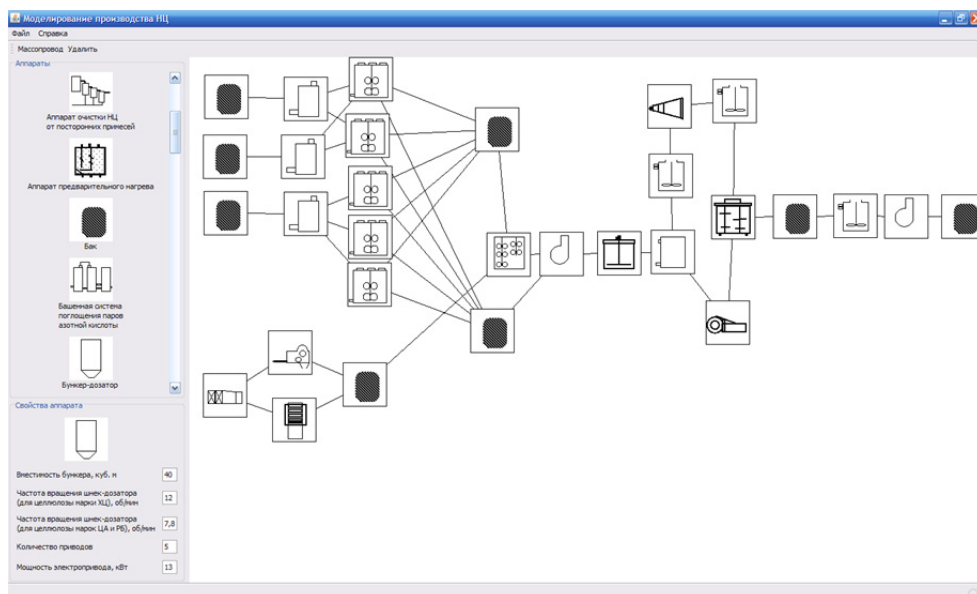 Моделирование производства НЦ
Файл Справка
Массопровод Удалить
Аппараты
Аппарат очистки НЦ
от посторонних примесей
Аппарат предварительного нагрева
Бак
Башенная система
поглощения паров
азотной кислоты
Бункер-дозатор
Свойства аппарата
Вместимость бункера, куб. м 40
Частота вращения шнек-дозатора
(для целлюлозы марки ХЦ), об/мин 12
Частота вращения шнек-дозатора
(для целлюлозы марок ЦА и РБ), об/мин 7,8
Количество приводов 5
Мощность электропривода, кВт 13